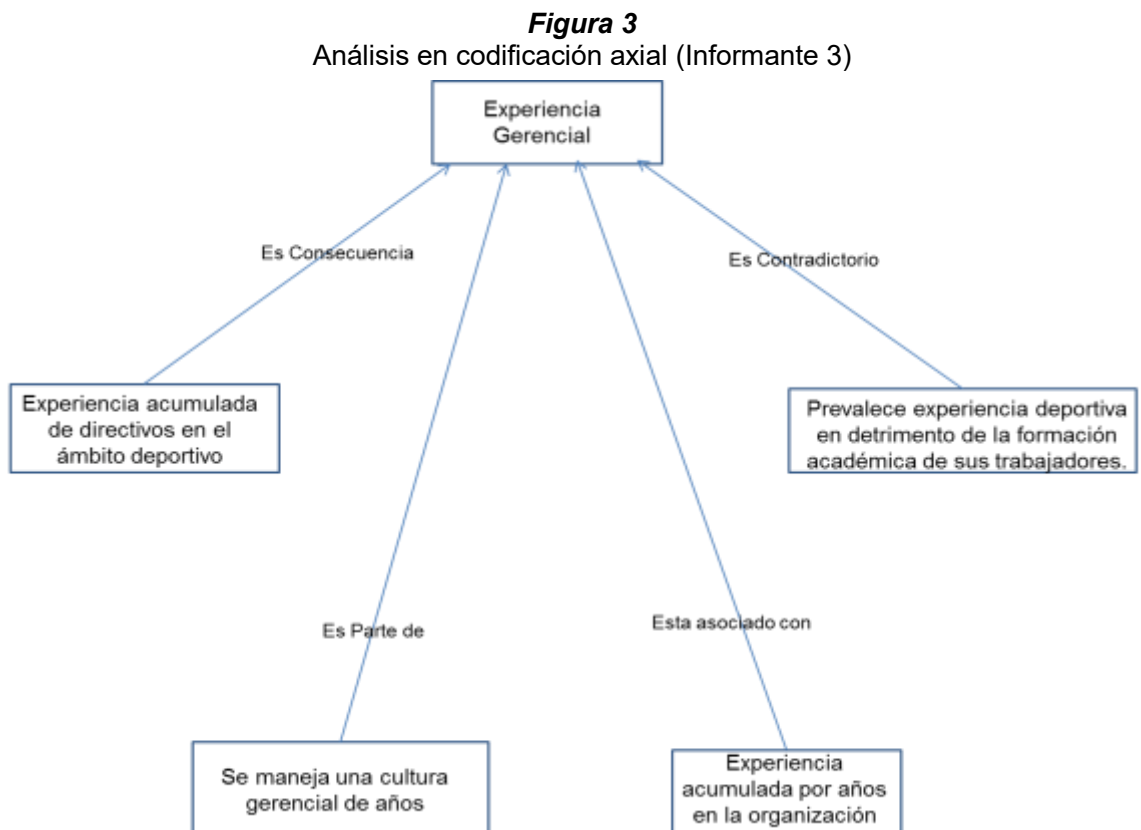 Figura 3
Análisis en codificación axial (Informante 3)
Experiencia
Gerencial
Es Consecuencia
Es Contradictorio
Experiencia acumulada
de directivos en el
ámbito deportivo
Prevalece experiencia deportiva
en detrimento de la formación
académica de sus trabajadores.
Es Parte de
Esta asociado con
Se maneja una cultura
gerencial de años
Experiencia
acumulada por años
en la organización